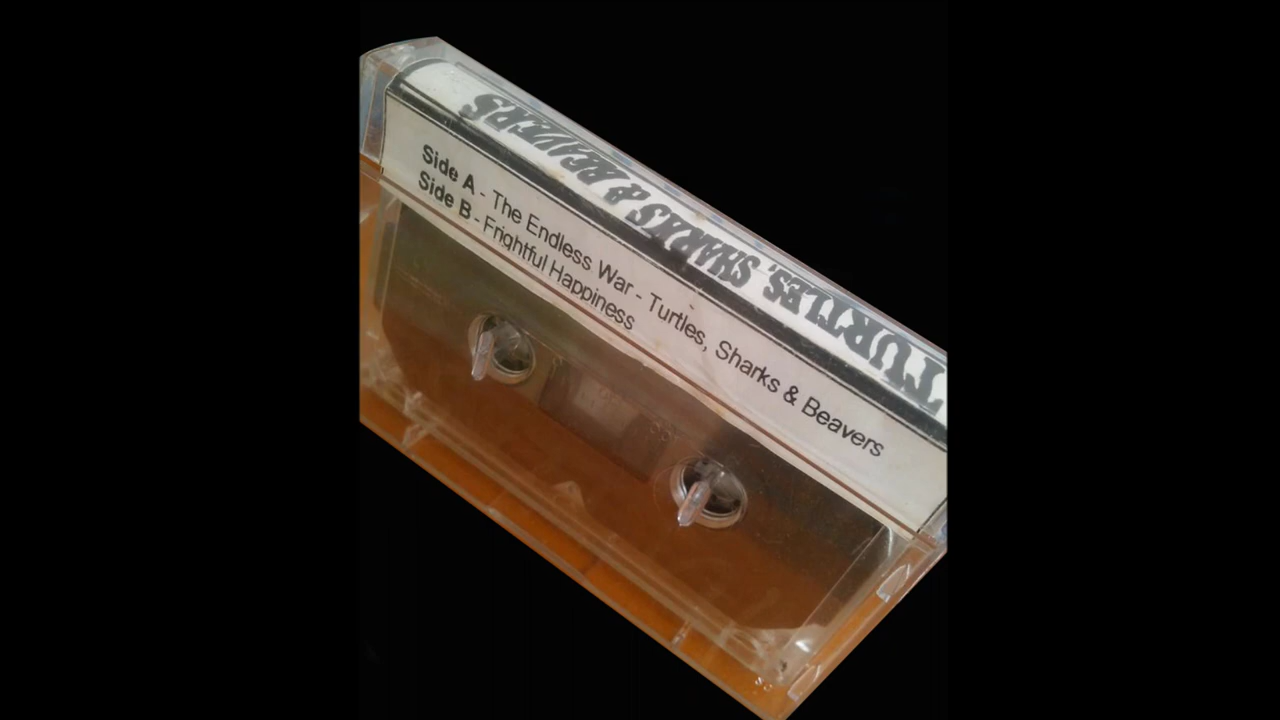 TURTLES, SHARKS & BEAVERS
Side A - The Endless War - Turtles, Sharks & Beavers
Side B - Frightful Happiness